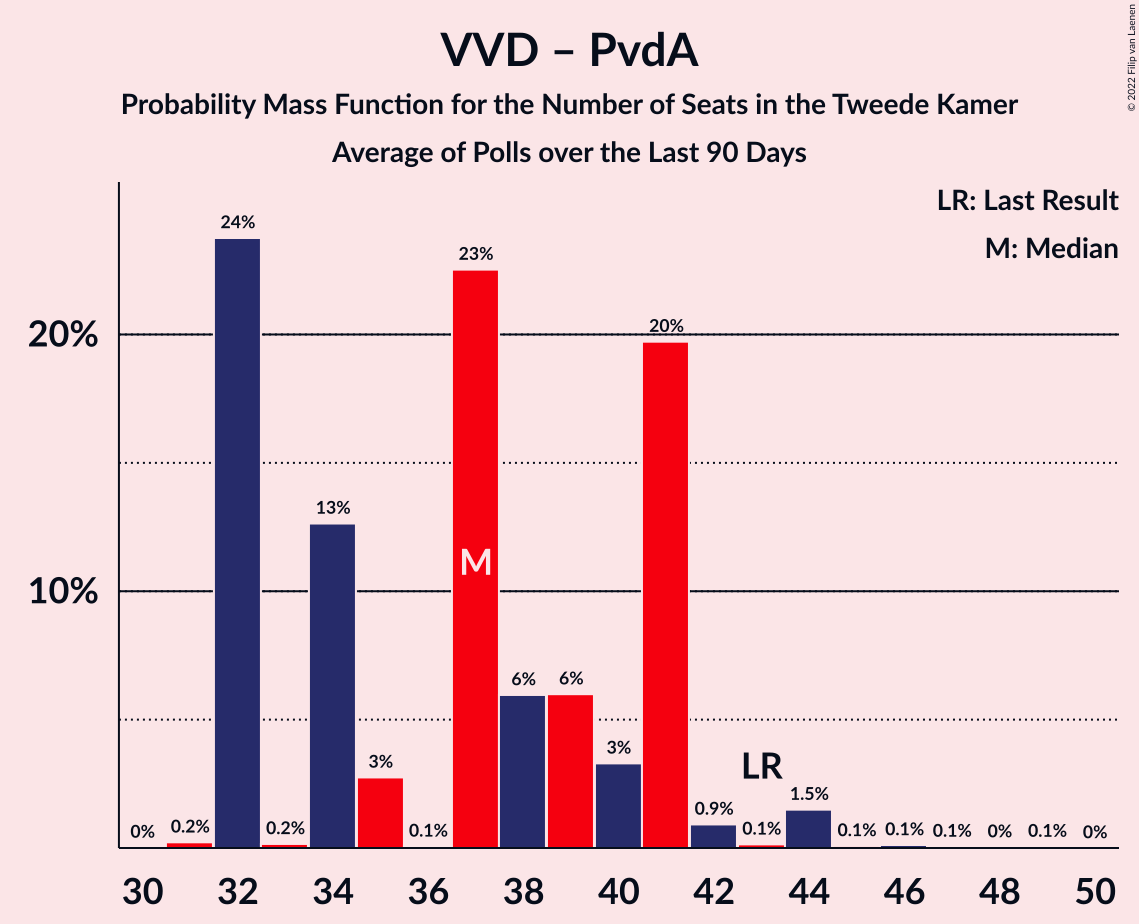 VVD – PvdA
Probability Mass Function for the Number of Seats in the Tweede Kamer
Average of Polls over the Last 90 Days
© 2022 Filip van Laenen
LR: Last Result
M: Median
20%
10%
0%
0.2%
24%
0.2%
13%
3%
0.1%
23%
6%
6%
3%
20%
0.9%
0.1%
1.5%
0.1%
0.1%
0.1%
0%
0.1%
0%
M
LR
30 32 34 36 38 40 42 44 46 48 50